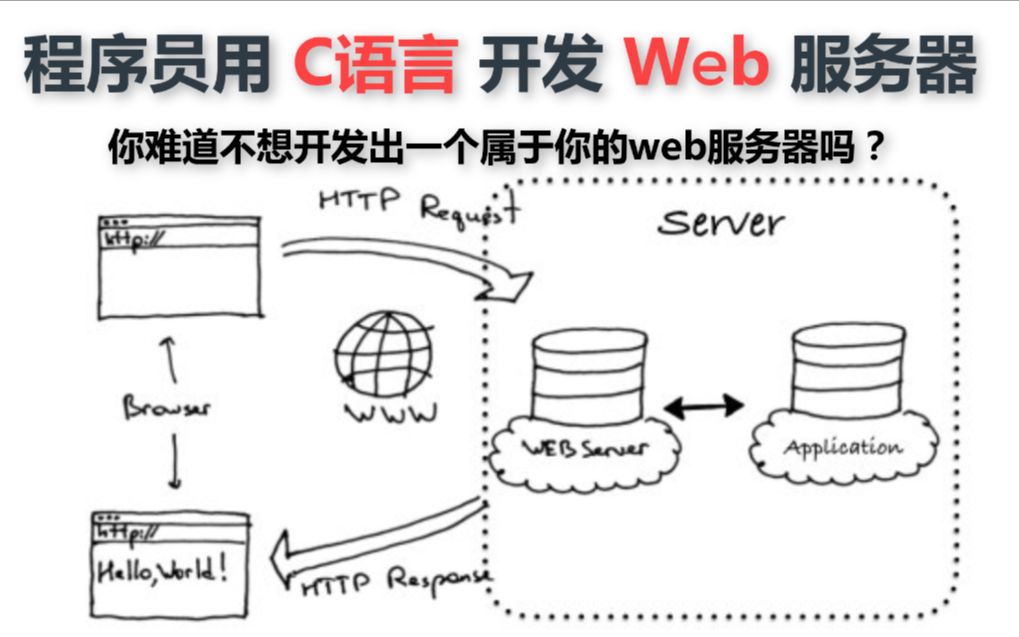 程序员用 C语言 开发 Web 服务器
你难道不想开发出一个属于你的web服务器吗？
HTTP Request
Server
http://
WWW
Browser
WEB Server
Application
http://
Hello,World!
HTTP Response